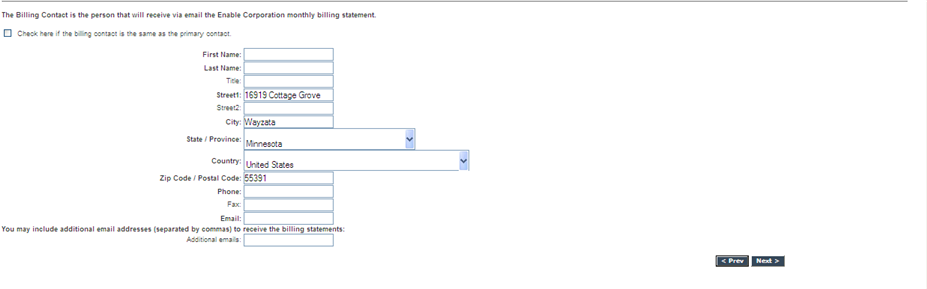 The Billing Contact is the person that will receive via email the Enable Corporation monthly billing statement.
Check here if the billing contact is the same as the primary contact.
First Name:
Last Name:
Title:
Street1: 16919 Cottage Grove
Street2:
City: Wayzata
State / Province: Minnesota
Country: United States
Zip Code / Postal Code: 55391
Phone:
Fax:
Email:
You may include additional email addresses (separated by commas) to receive the billing statements:
Additional emails:
< Prev Next >